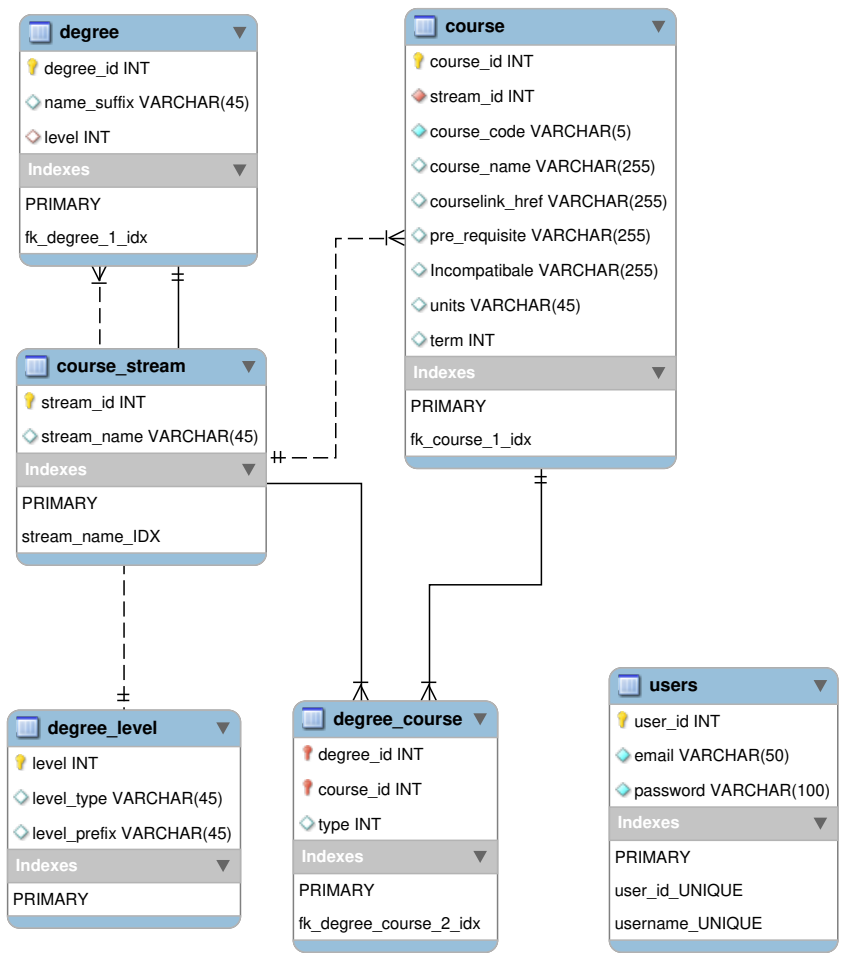 degree
degree_id INT
name_suffix VARCHAR(45)
level INT
Indexes
PRIMARY
fk_degree_1_idx
course
course_id INT
stream_id INT
course_code VARCHAR(5)
course_name VARCHAR(255)
courselink_href VARCHAR(255)
pre_requisite VARCHAR(255)
Incompatibale VARCHAR(255)
units VARCHAR(45)
term INT
Indexes
PRIMARY
fk_course_1_idx
course_stream
stream_id INT
stream_name VARCHAR(45)
Indexes
PRIMARY
stream_name_IDX
degree_level
level INT
level_type VARCHAR(45)
level_prefix VARCHAR(45)
Indexes
PRIMARY
degree_course
degree_id INT
course_id INT
type INT
Indexes
PRIMARY
fk_degree_course_2_idx
users
user_id INT
email VARCHAR(50)
password VARCHAR(100)
Indexes
PRIMARY
user_id_UNIQUE
username_UNIQUE